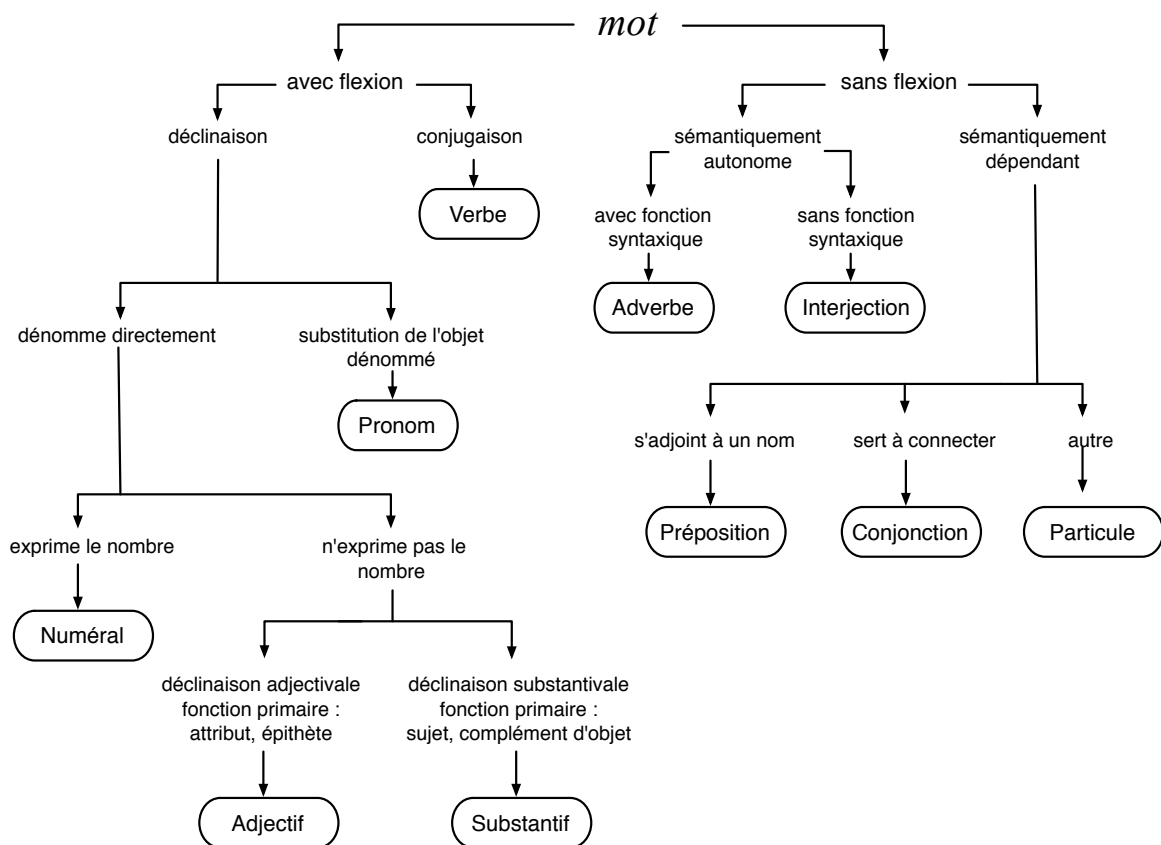 mot
avec flexion
sans flexion
déclinaison
conjugaison
sémantiquement
autonome
sémantiquement
dépendant
Verbe
avec fonction
syntaxique
sans fonction
syntaxique
Adverbe
Interjection
dénomme directement
substitution de l'objet
dénommé
Pronom
s'adjoint à un nom
sert à connecter
autre
Préposition
Conjonction
Particule
exprime le nombre
n'exprime pas le
nombre
Numéral
déclinaison adjectivale
fonction primaire :
attribut, épithète
déclinaison substantivale
fonction primaire :
sujet, complément d'objet
Adjectif
Substantif